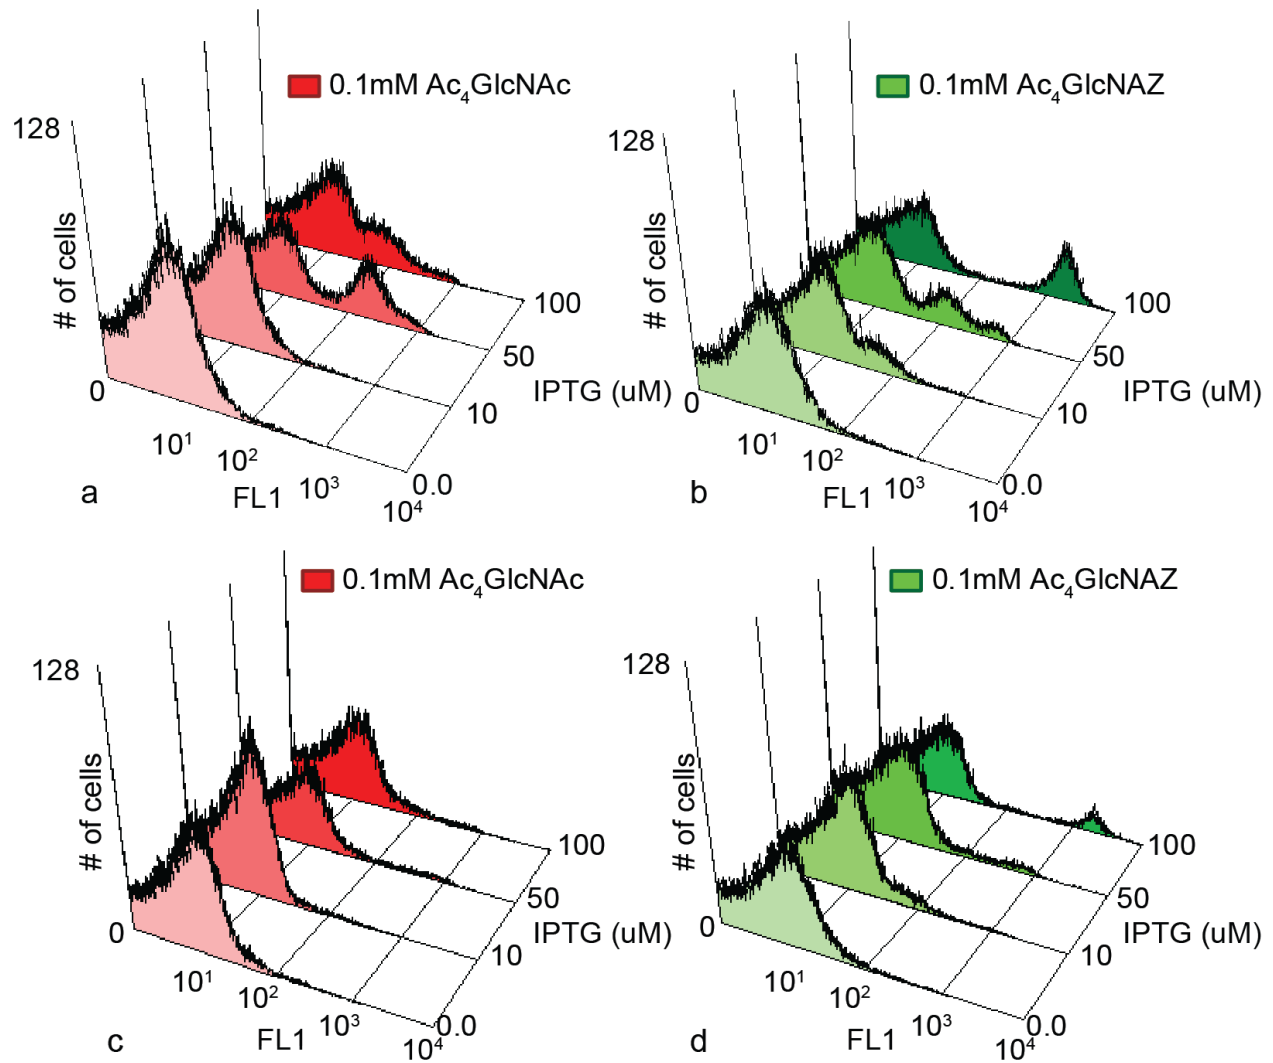 0.1mM Ac₄GlcNAc
128
# of cells
0
10¹
10²
10³
10⁴
FL1
0.0
10
50
100
IPTG (uM)
a
0.1mM Ac₄GlcNAZ
128
# of cells
0
10¹
10²
10³
10⁴
FL1
0.0
10
50
100
IPTG (uM)
b
0.1mM Ac₄GlcNAc
128
# of cells
0
10¹
10²
10³
10⁴
FL1
0.0
10
50
100
IPTG (uM)
c
0.1mM Ac₄GlcNAZ
128
# of cells
0
10¹
10²
10³
10⁴
FL1
0.0
10
50
100
IPTG (uM)
d